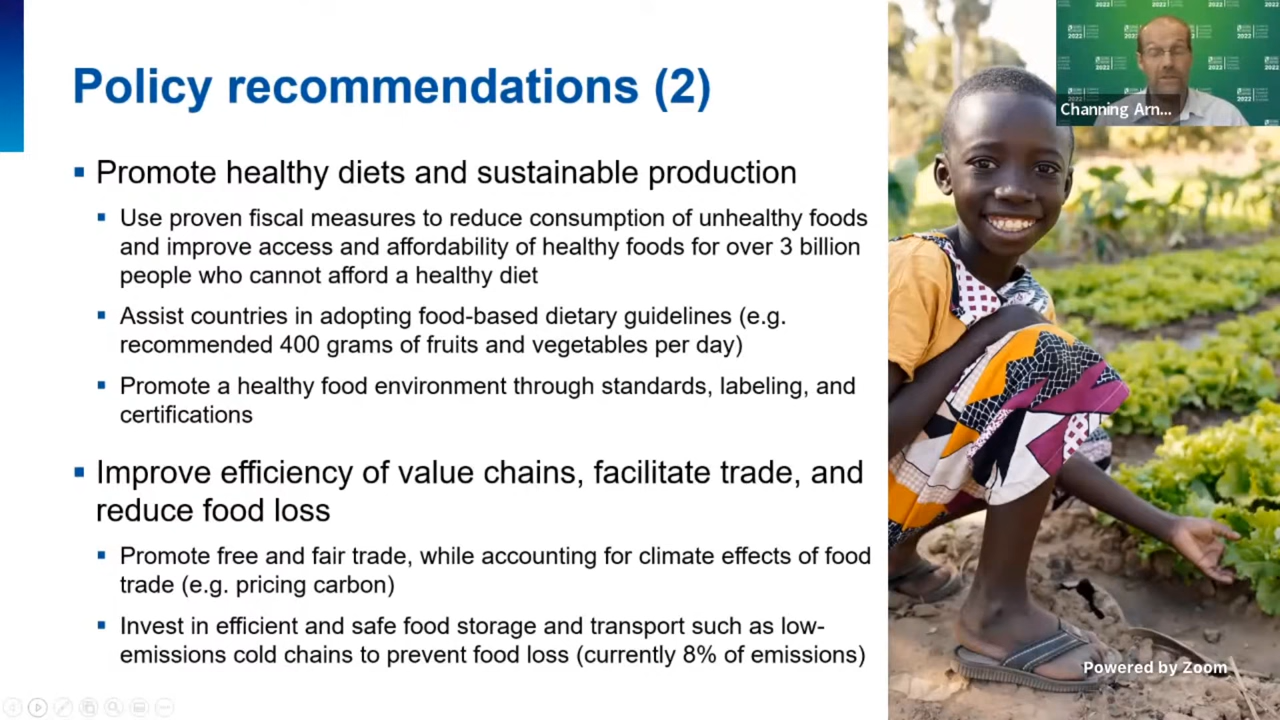 Policy recommendations (2)
Promote healthy diets and sustainable production
Use proven fiscal measures to reduce consumption of unhealthy foods
and improve access and affordability of healthy foods for over 3 billion
people who cannot afford a healthy diet
Assist countries in adopting food-based dietary guidelines (e.g.
recommended 400 grams of fruits and vegetables per day)
Promote a healthy food environment through standards, labeling, and
certifications
Improve efficiency of value chains, facilitate trade, and
reduce food loss
Promote free and fair trade, while accounting for climate effects of food
trade (e.g. pricing carbon)
Invest in efficient and safe food storage and transport such as low-
emissions cold chains to prevent food loss (currently 8% of emissions)
2022
Channing Arn...
Powered by Zoom